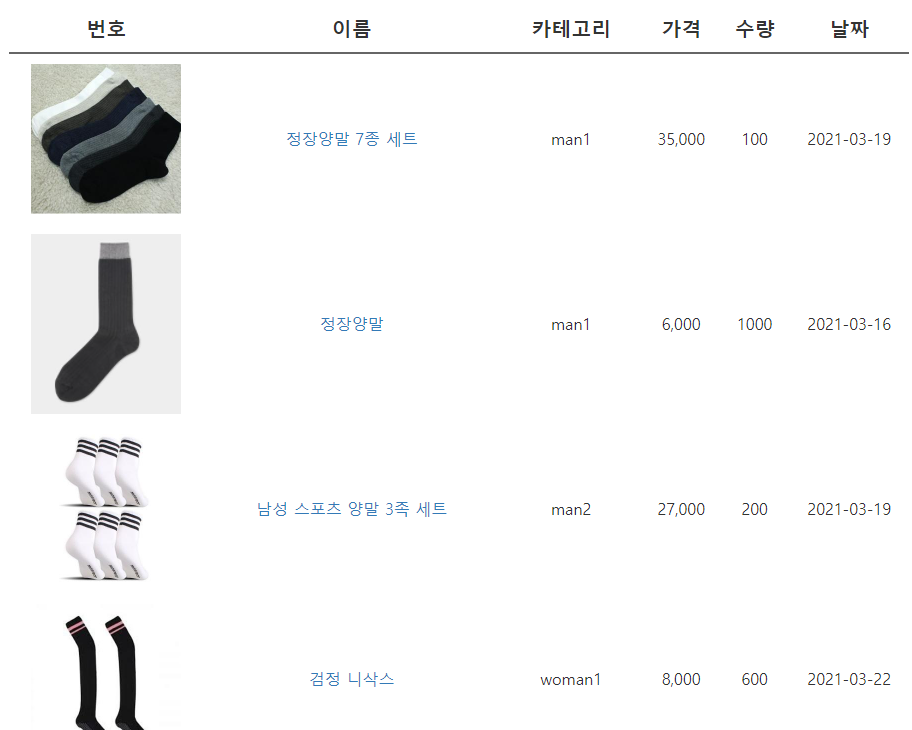 번호 이름 카테고리 가격 수량 날짜
정장양말 7종 세트 man1 35,000 100 2021-03-19
정장양말 man1 6,000 1000 2021-03-16
남성 스포츠 양말 3족 세트 man2 27,000 200 2021-03-19
검정 니삭스 woman1 8,000 600 2021-03-22